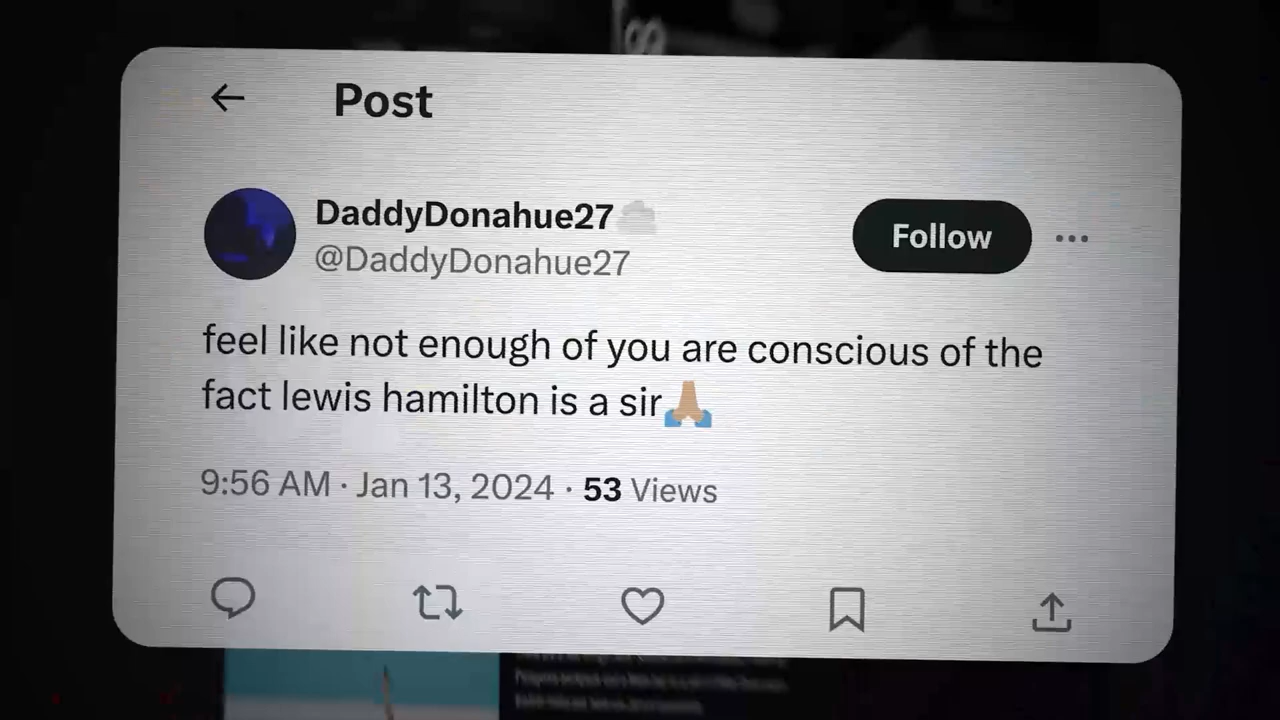 Post
DaddyDonahue27
@DaddyDonahue27
Follow
feel like not enough of you are conscious of the
fact lewis hamilton is a sir🙏🏼
9:56 AM · Jan 13, 2024 · 53 Views